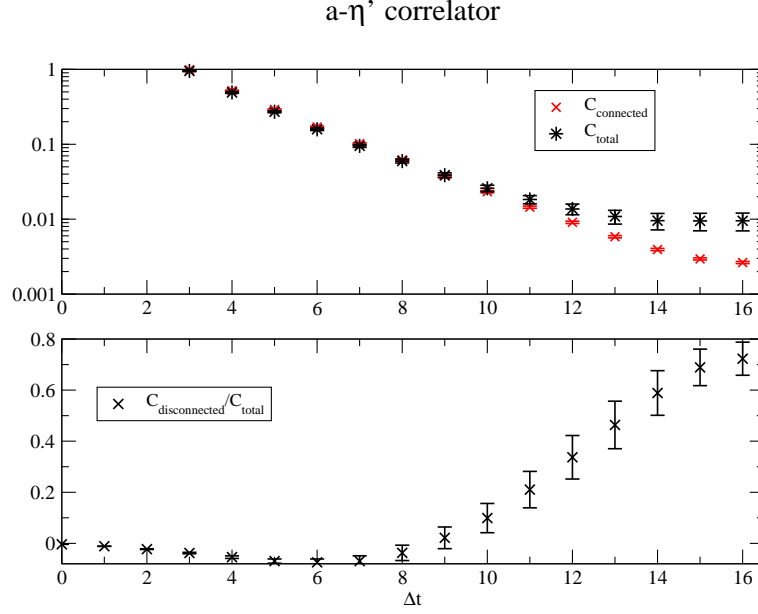 a-η’ correlator
1
0.1
0.01
0.001
C_connected
C_total
0 2 4 6 8 10 12 14 16
0.8
0.6
0.4
0.2
0
C_disconnected/C_total
0 2 4 6 8 10 12 14 16
Δt